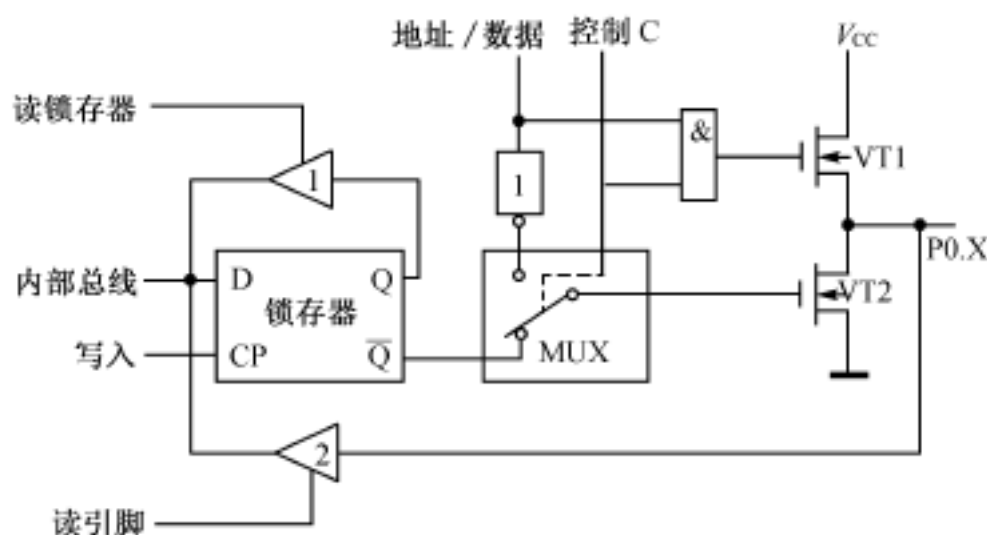 地址/数据
控制 C
VCC
读锁存器
&
VT1
1
1
P0.X
内部总线
D
Q
锁存器
VT2
写入
CP
Q̅
MUX
2
读引脚